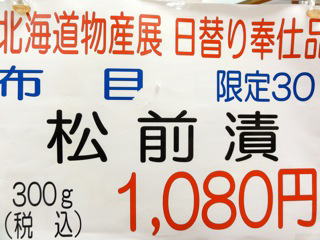 北海道物産展 日替り奉仕品
布目 限定30
松前漬
300g
(税込) 1,080円